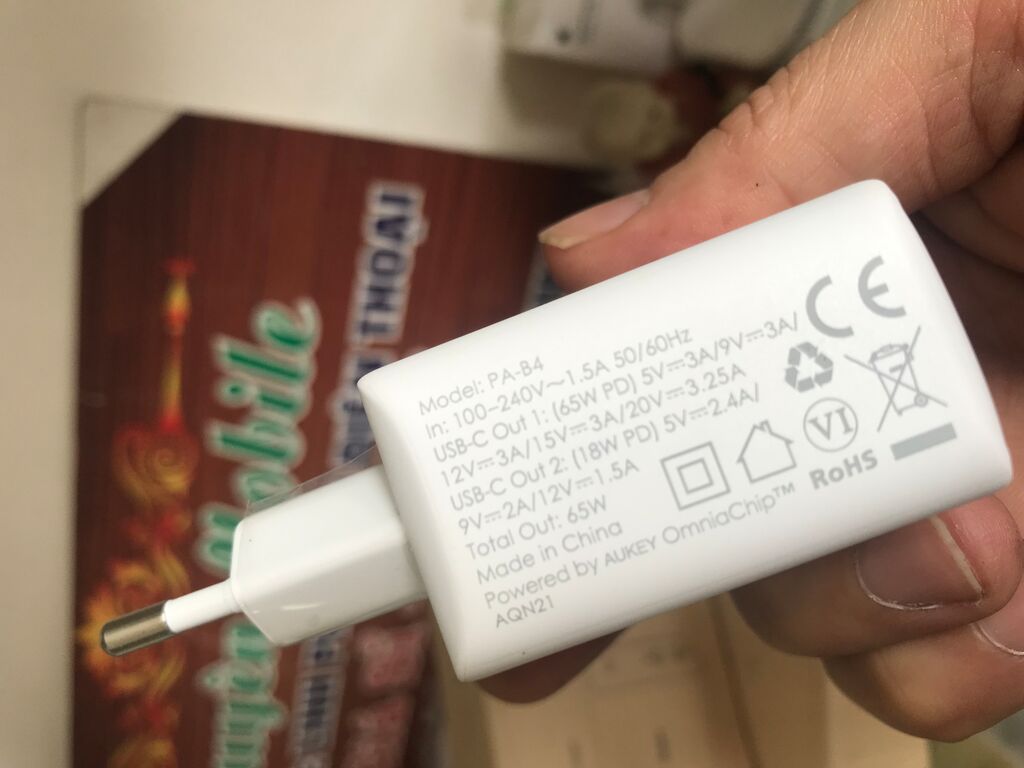 Model: PA-B4
In: 100-240V~1.5A 50/60Hz
USB-C Out 1: (65W PD) 5V⎓3A/9V⎓3A/
12V⎓3A/15V⎓3A/20V⎓3.25A
USB-C Out 2: (18W PD) 5V⎓2.4A/
9V⎓2A/12V⎓1.5A
Total Out: 65W
Made in China
Powered by AUKEY OmniaChip™
AQN21
CE
VI
RoHS
THOẠI